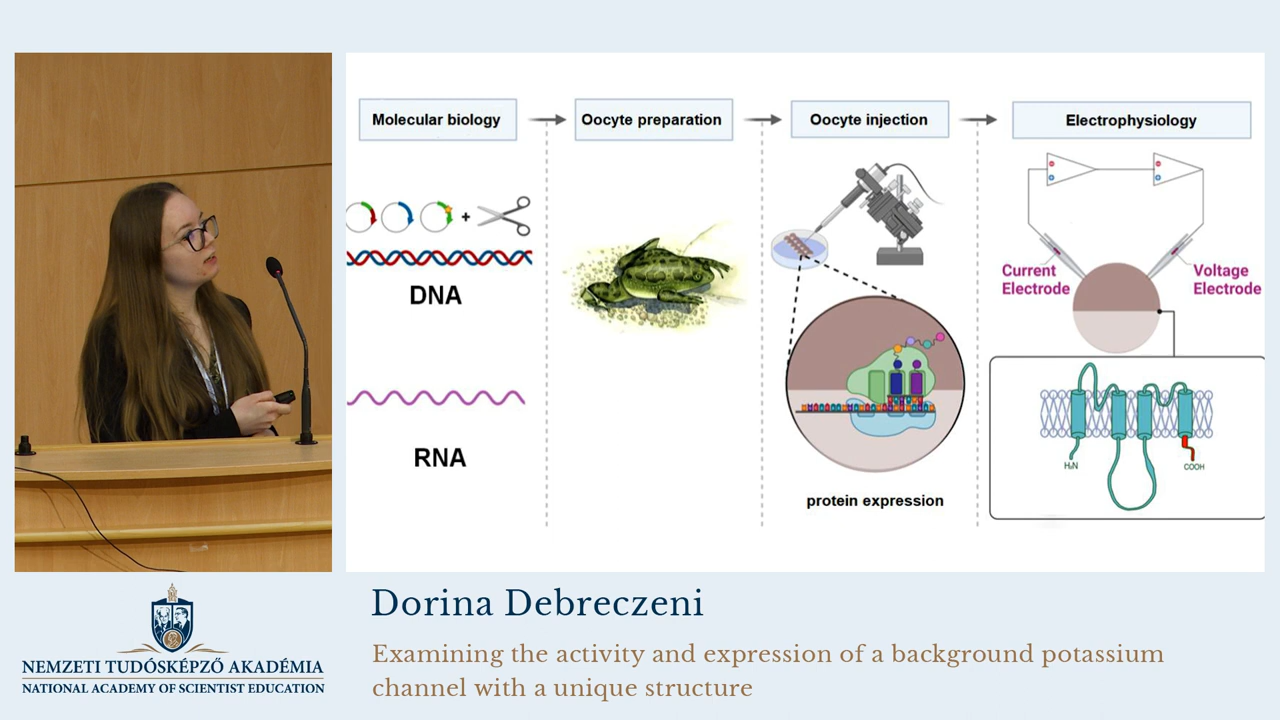 Molecular biology
Oocyte preparation
Oocyte injection
Electrophysiology
+
DNA
RNA
protein expression
Current
Electrode
Voltage
Electrode
H₂N
COOH
Dorina Debreczeni
Examining the activity and expression of a background potassium
channel with a unique structure
NEMZETI TUDÓSKÉPZŐ AKADÉMIA
NATIONAL ACADEMY OF SCIENTIST EDUCATION